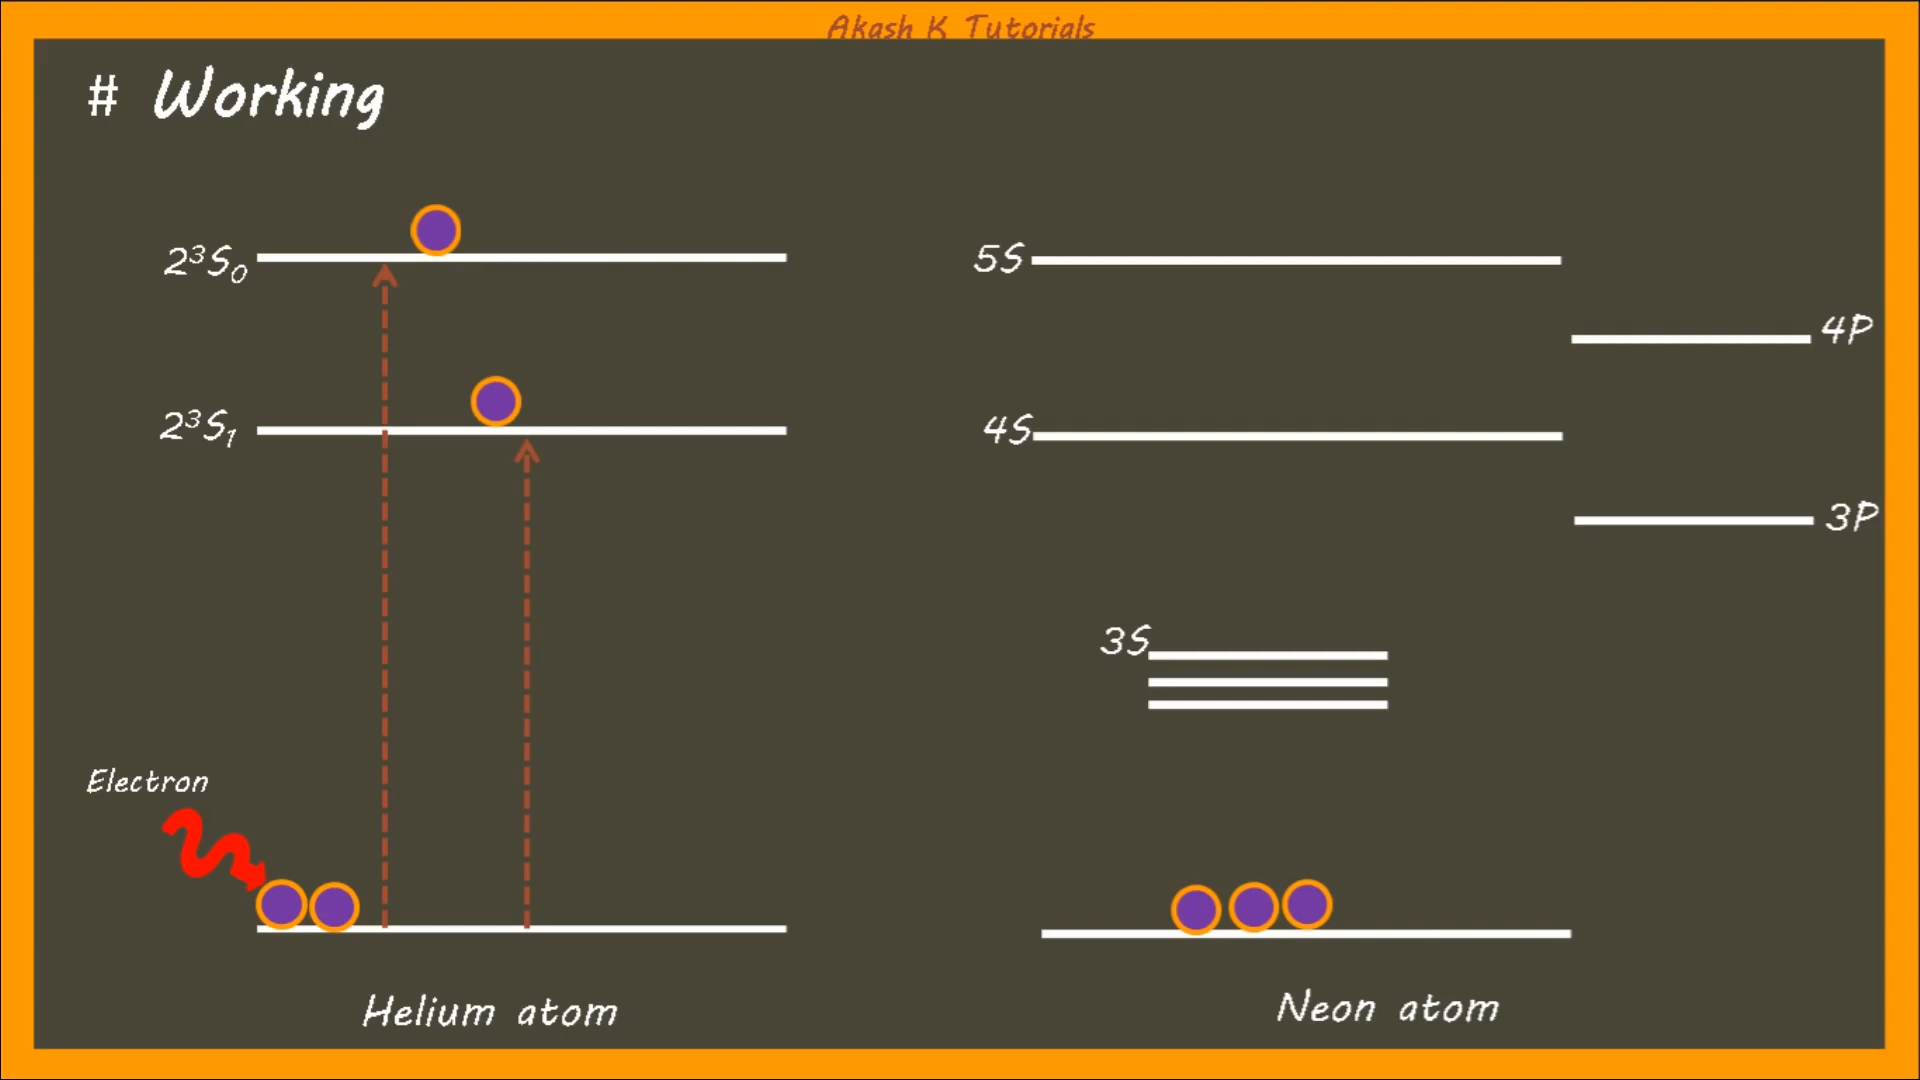 Akash K Tutorials
# Working
2³S₀
5S
4P
2³S₁
4S
3P
3S
Electron
Helium atom
Neon atom